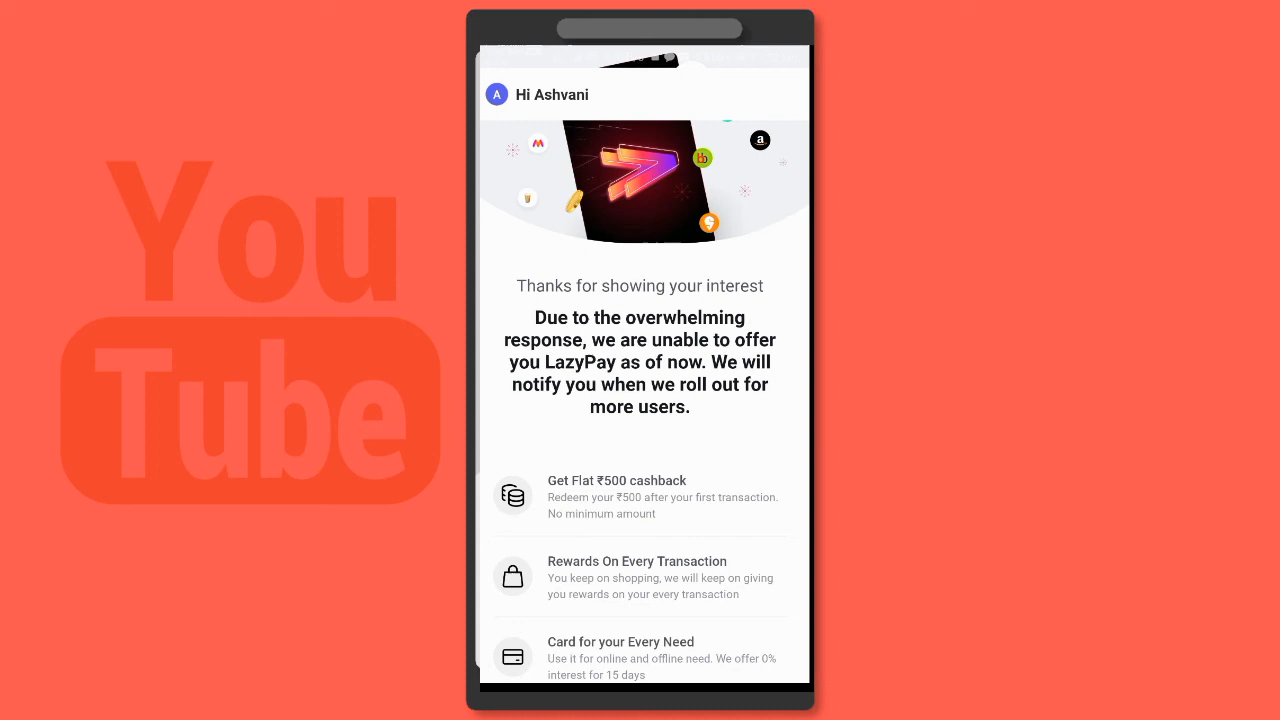 You
Tube
A
Hi Ashvani
a
bb
Thanks for showing your interest
Due to the overwhelming
response, we are unable to offer
you LazyPay as of now. We will
notify you when we roll out for
more users.
Get Flat ₹500 cashback
Redeem your ₹500 after your first transaction.
No minimum amount
Rewards On Every Transaction
You keep on shopping, we will keep on giving
you rewards on your every transaction
Card for your Every Need
Use it for online and offline need. We offer 0%
interest for 15 days